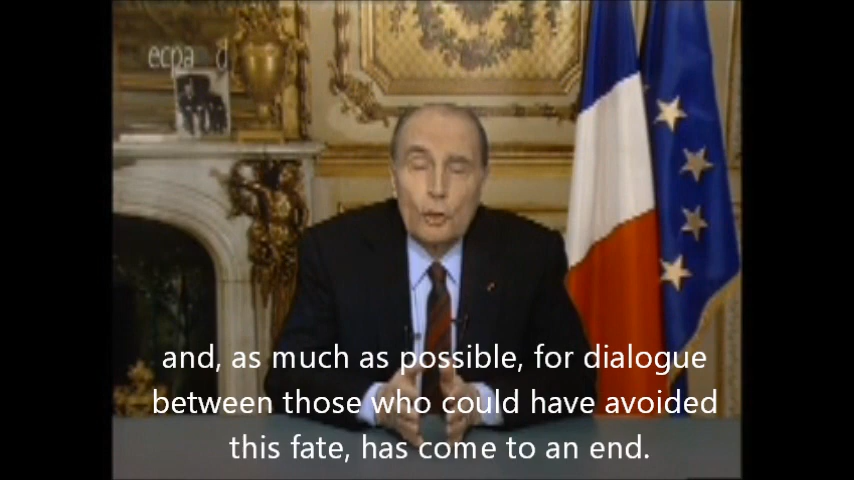 ecpa d
and, as much as possible, for dialogue
between those who could have avoided
this fate, has come to an end.